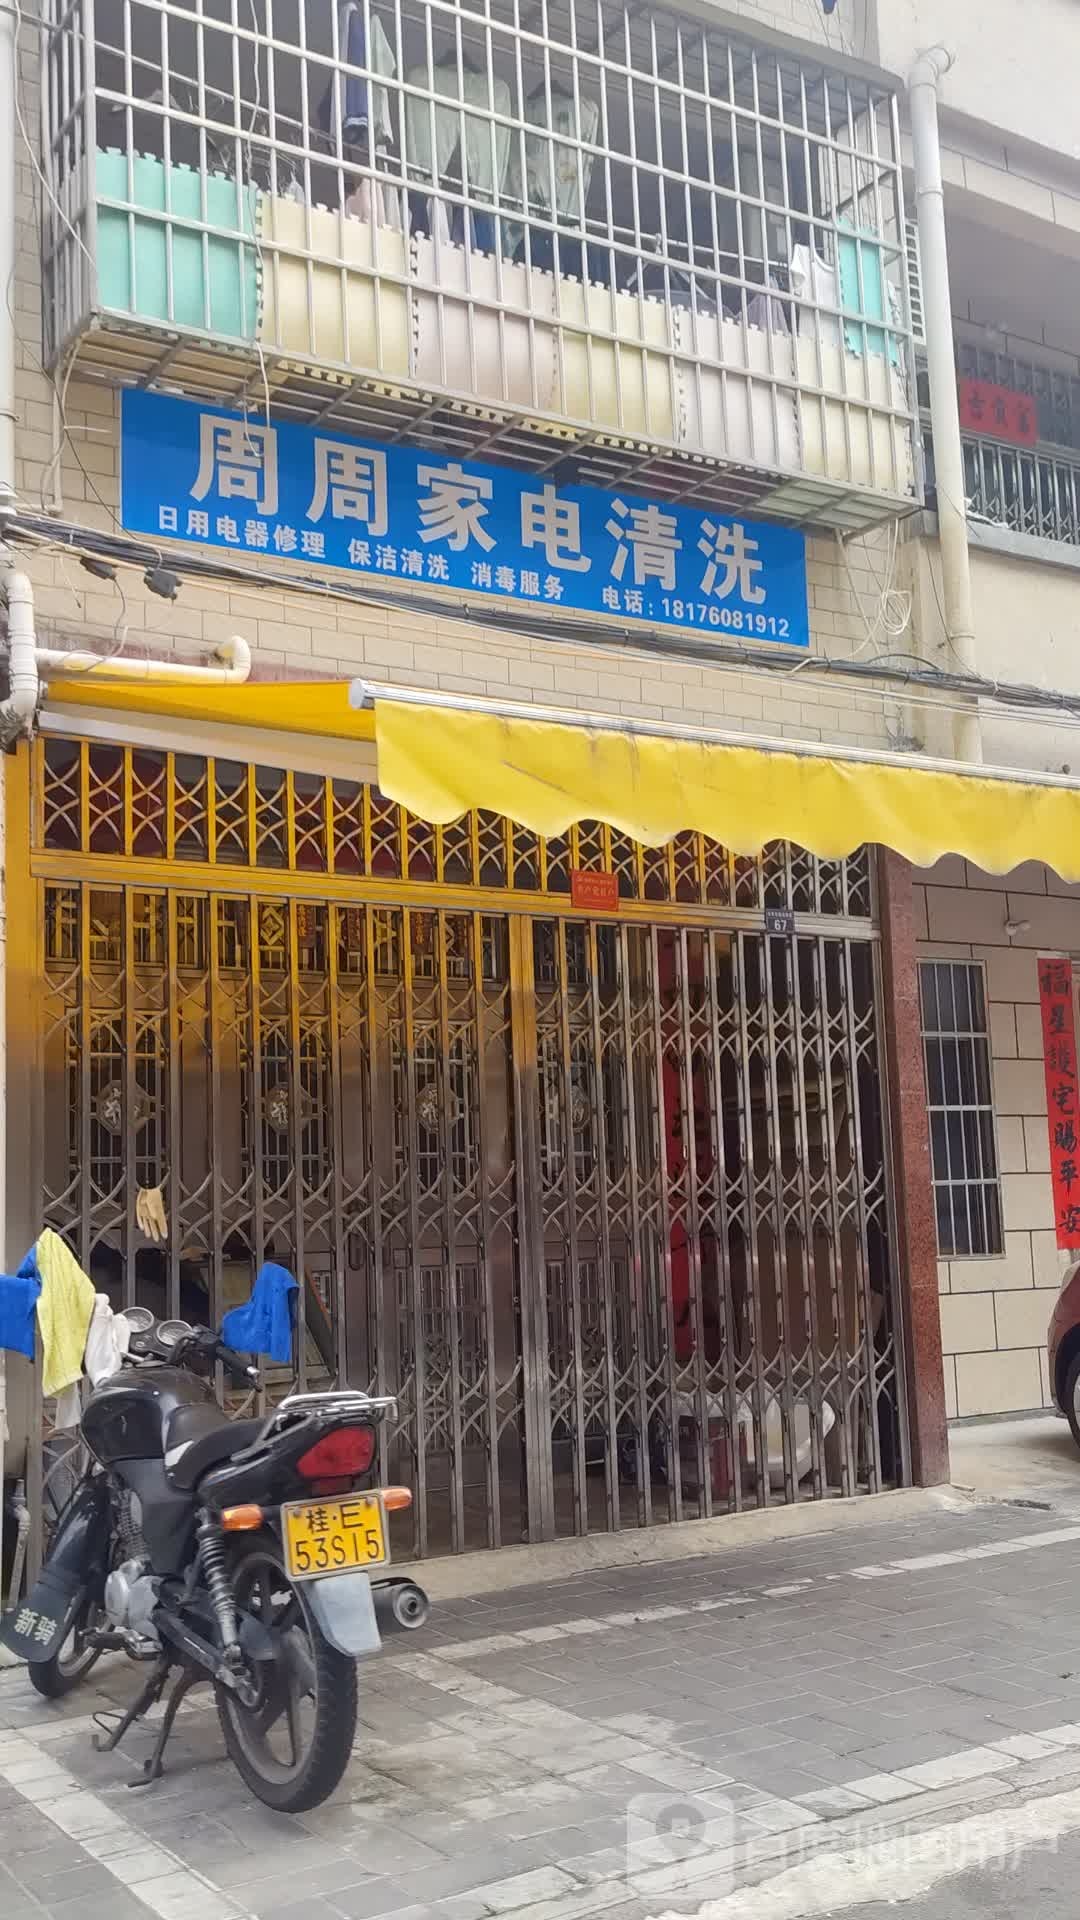 周周家电清洗
日用电器修理 保洁清洗 消毒服务 电话:18176081912
67
福星護宅賜平安
桂·E
53S15
新骑